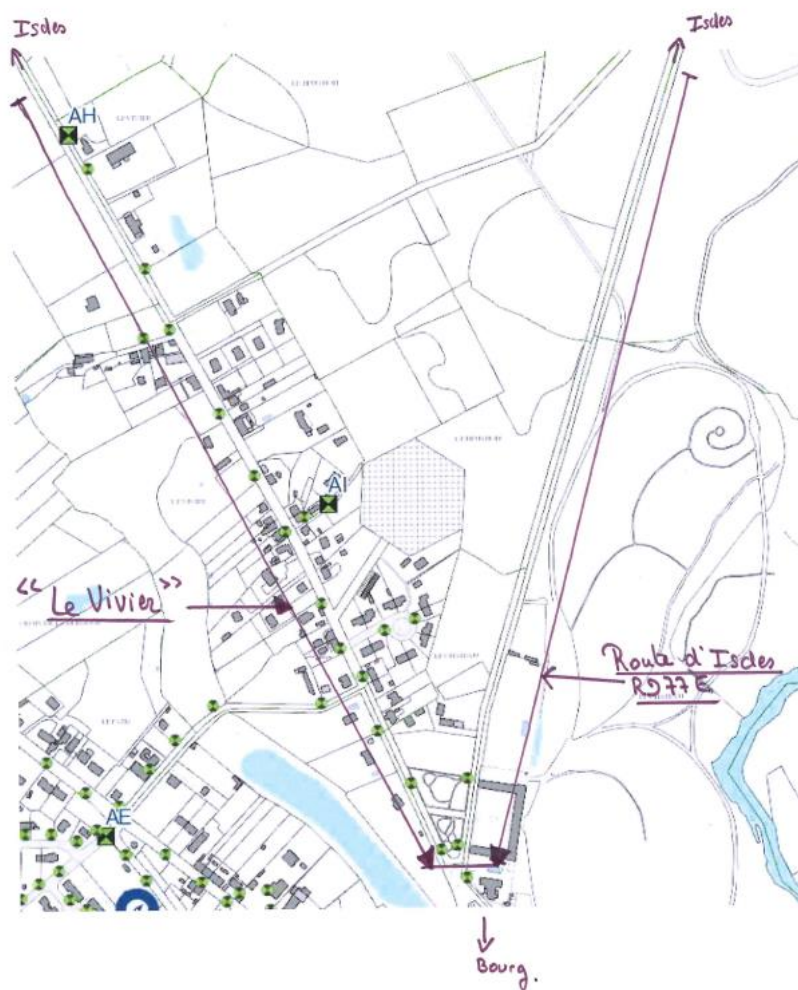 Isdes
Isdes
AH
AI
« Le Vivier »
Route d'Isdes
RD77E
AE
Bourg.